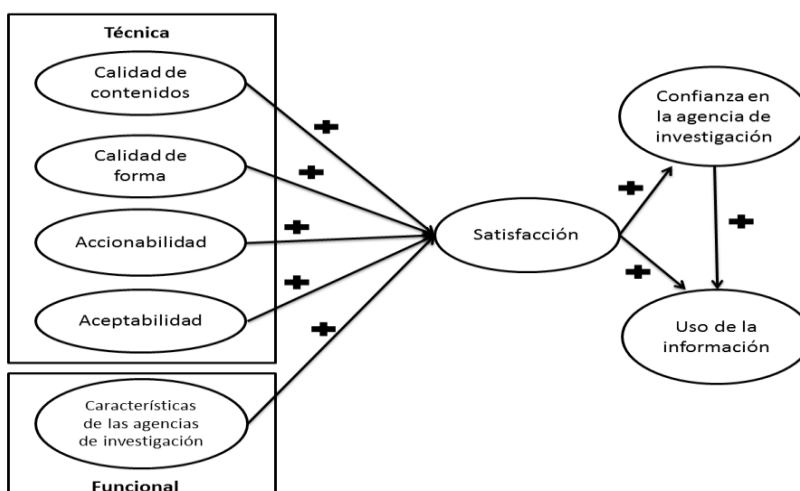 Técnica
Calidad de
contenidos
Calidad de
forma
Accionabilidad
Aceptabilidad
Características
de las agencias
de investigación
Funcional
Satisfacción
Confianza en
la agencia de
investigación
Uso de la
información